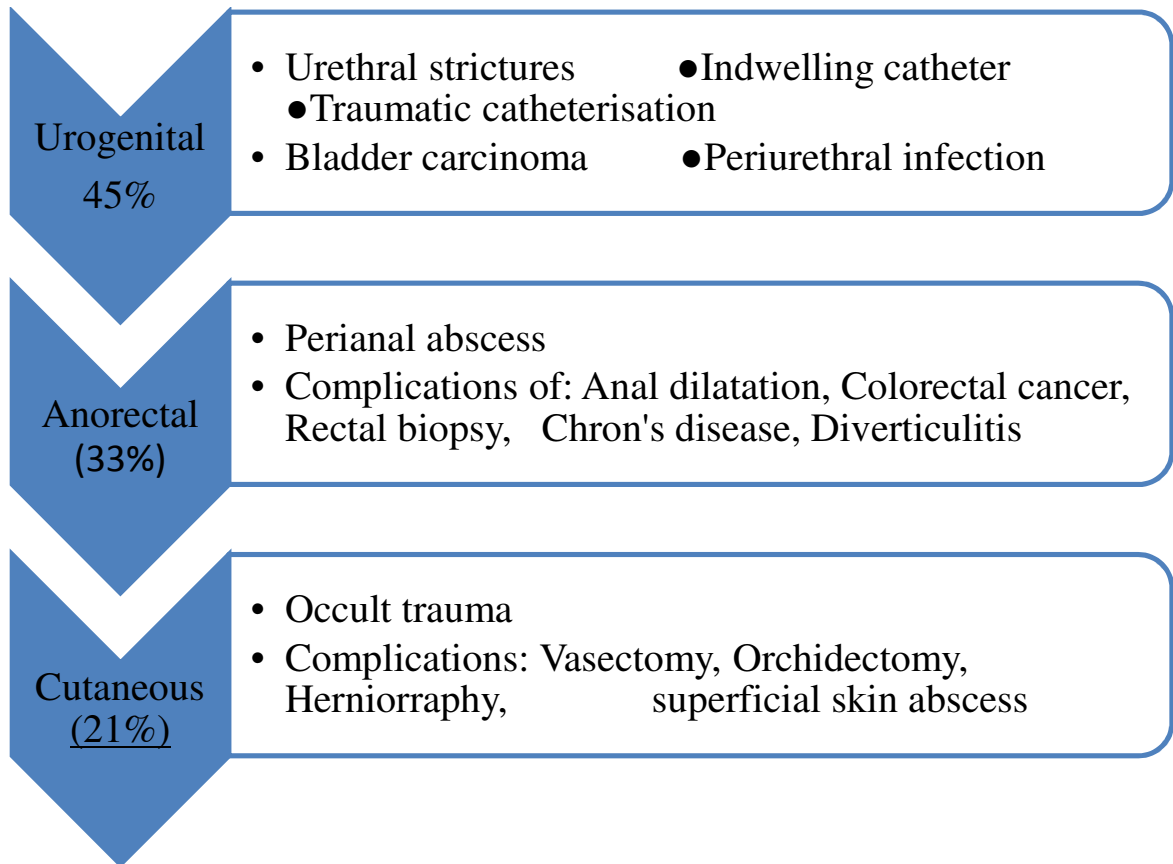 Urogenital
45%
• Urethral strictures ●Indwelling catheter
●Traumatic catheterisation
• Bladder carcinoma ●Periurethral infection
Anorectal
(33%)
• Perianal abscess
• Complications of: Anal dilatation, Colorectal cancer,
Rectal biopsy, Chron's disease, Diverticulitis
Cutaneous
(21%)
• Occult trauma
• Complications: Vasectomy, Orchidectomy,
Herniorraphy, superficial skin abscess